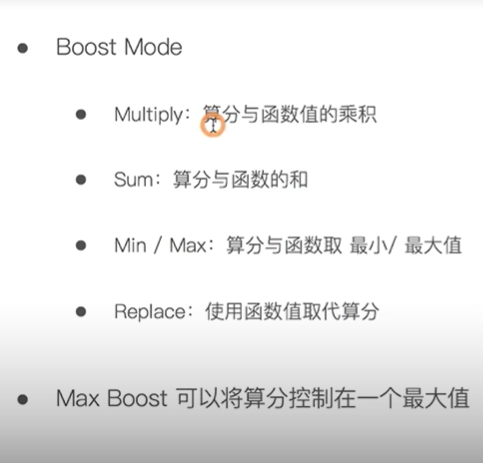 Boost Mode
Multiply：算分与函数值的乘积
Sum：算分与函数的和
Min / Max：算分与函数取 最小/ 最大值
Replace：使用函数值取代算分
Max Boost 可以将算分控制在一个最大值